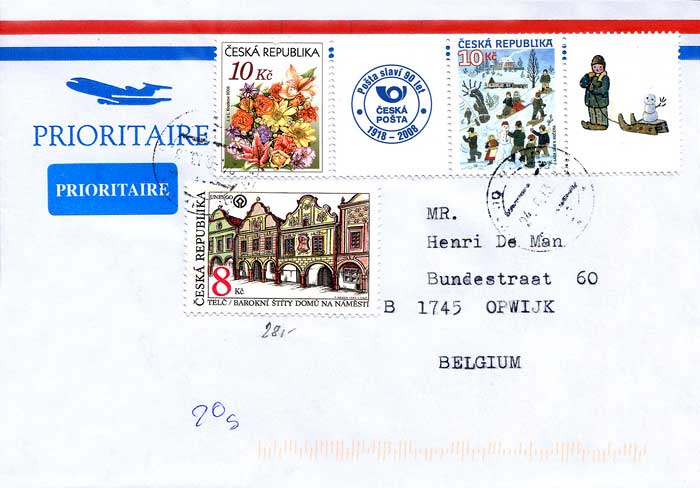 ČESKÁ REPUBLIKA
10 Kč
Pošta slaví 90 let
ČESKÁ
POŠTA
1918 - 2008
ČESKÁ REPUBLIKA
10 Kč
PRIORITAIRE
PRIORITAIRE
UNESCO
ČESKÁ REPUBLIKA
8 Kč
TELČ / BAROKNÍ ŠTÍTY DOMŮ NA NÁMĚSTÍ
MR.
Henri De Man
Bundestraat 60
B 1745 OPWIJK
BELGIUM
28,-
20g